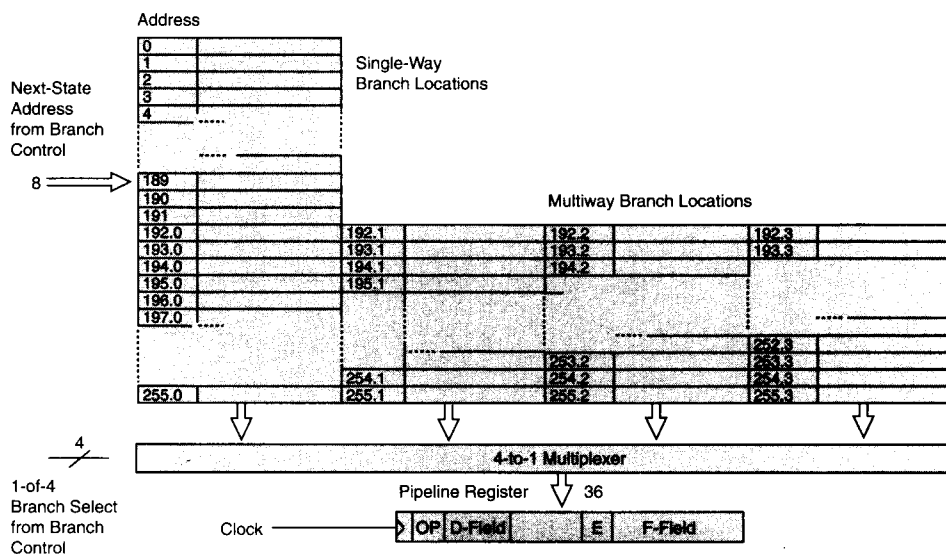 Address
0
1
2
3
4
Single-Way
Branch Locations
Next-State
Address
from Branch
Control
8
189
190
191
Multiway Branch Locations
192.0 192.1 192.2 192.3
193.0 193.1 193.2 193.3
194.0 194.1 194.2
195.0 195.1
196.0
197.0
252.3
253.2 253.3
254.1 254.2 254.3
255.0 255.1 255.2 255.3
4
4-to-1 Multiplexer
1-of-4
Branch Select
from Branch
Control
Pipeline Register 36
Clock
OP D-Field E F-Field